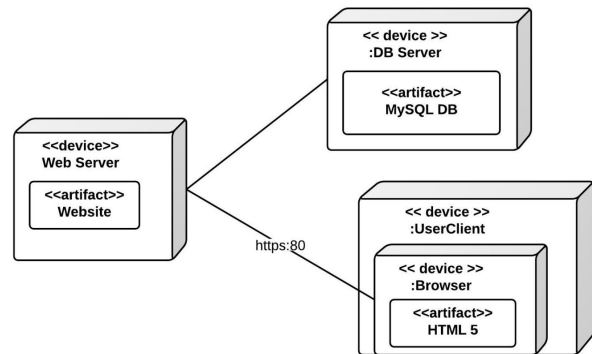 << device >>
:DB Server
<<artifact>>
MySQL DB
<<device>>
Web Server
<<artifact>>
Website
https:80
<< device >>
:UserClient
<< device >>
:Browser
<<artifact>>
HTML 5